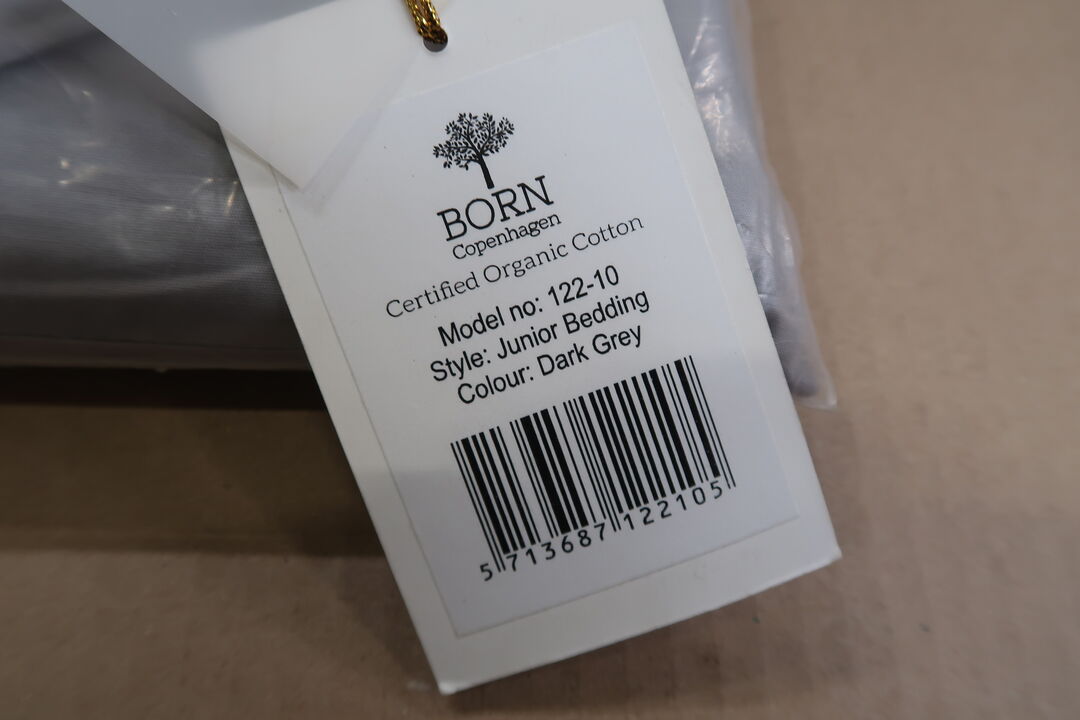 BORN
Copenhagen
Certified Organic Cotton
Model no: 122-10
Style: Junior Bedding
Colour: Dark Grey
5 713687 122105